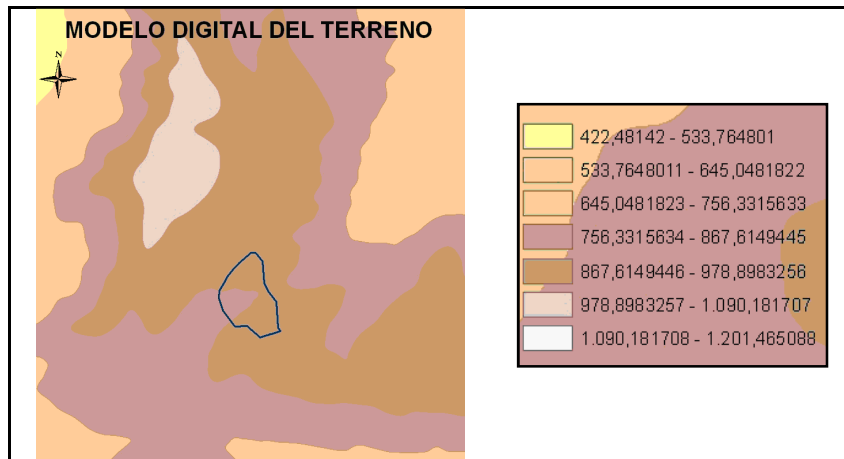 MODELO DIGITAL DEL TERRENO
N
422,48142 - 533,764801
533,7648011 - 645,0481822
645,0481823 - 756,3315633
756,3315634 - 867,6149445
867,6149446 - 978,8983256
978,8983257 - 1.090,181707
1.090,181708 - 1.201,465088